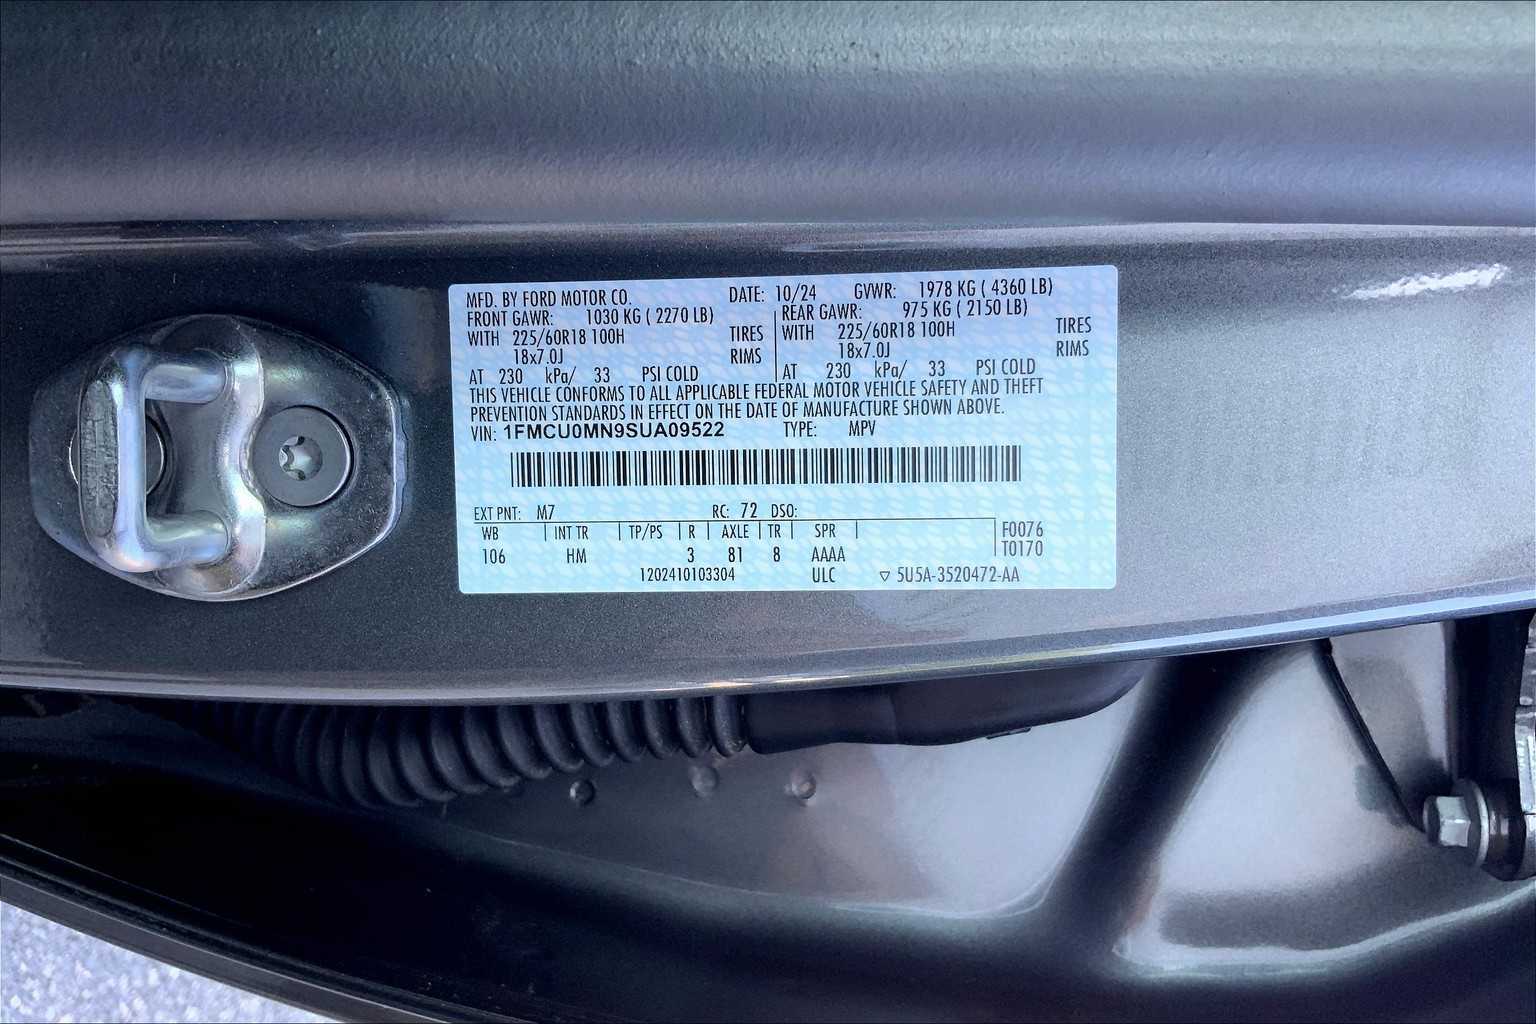 MFD. BY FORD MOTOR CO. DATE: 10/24 GVWR: 1978 KG ( 4360 LB)
FRONT GAWR: 1030 KG ( 2270 LB) REAR GAWR: 975 KG ( 2150 LB)
WITH 225/60R18 100H TIRES WITH 225/60R18 100H TIRES
18x7.0J RIMS 18x7.0J RIMS
AT 230 kPa/ 33 PSI COLD AT 230 kPa/ 33 PSI COLD
THIS VEHICLE CONFORMS TO ALL APPLICABLE FEDERAL MOTOR VEHICLE SAFETY AND THEFT
PREVENTION STANDARDS IN EFFECT ON THE DATE OF MANUFACTURE SHOWN ABOVE.
VIN: 1FMCU0MN9SUA09522 TYPE: MPV
EXT PNT: M7 RC: 72 DSO:
WB INT TR TP/PS R AXLE TR SPR F0076
106 HM 3 81 8 AAAA T0170
1202410103304 ULC ▽ 5U5A-3520472-AA